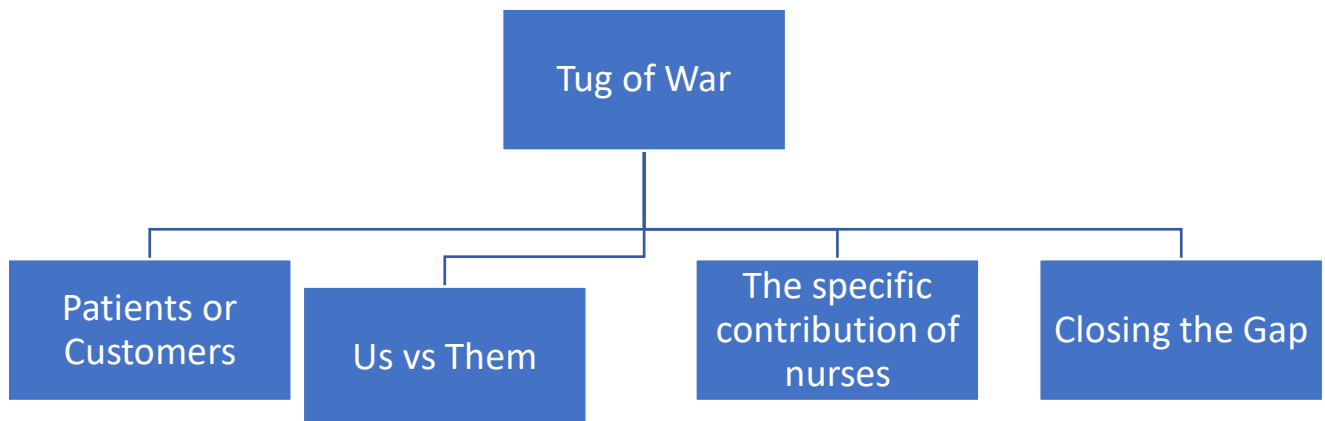 Tug of War
Patients or
Customers
Us vs Them
The specific
contribution of
nurses
Closing the Gap